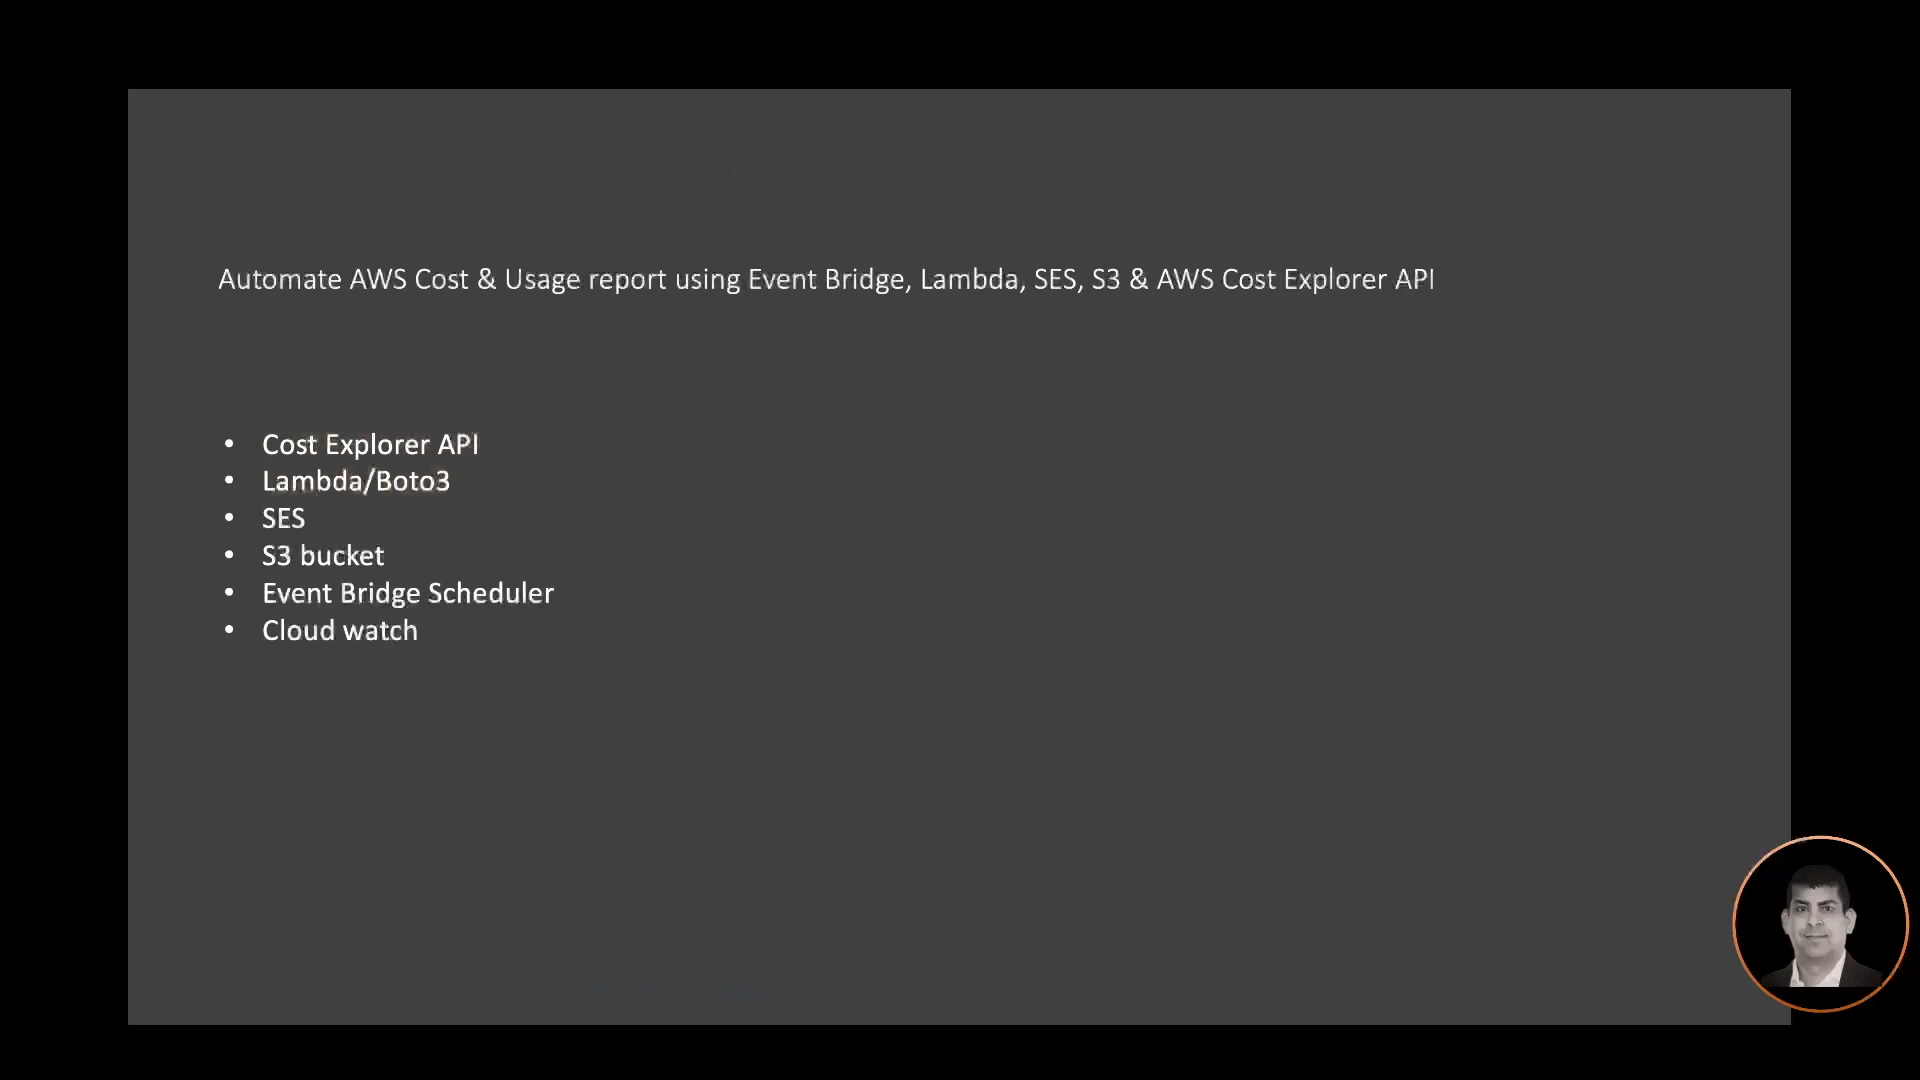 Automate AWS Cost & Usage report using Event Bridge, Lambda, SES, S3 & AWS Cost Explorer API
• Cost Explorer API
• Lambda/Boto3
• SES
• S3 bucket
• Event Bridge Scheduler
• Cloud watch